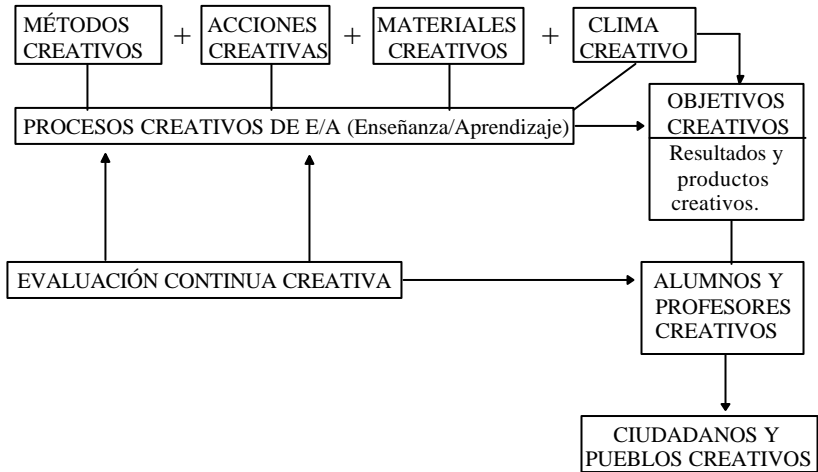 MÉTODOS
CREATIVOS
+
ACCIONES
CREATIVAS
+
MATERIALES
CREATIVOS
+
CLIMA
CREATIVO
PROCESOS CREATIVOS DE E/A (Enseñanza/Aprendizaje)
OBJETIVOS
CREATIVOS
Resultados y
productos
creativos.
EVALUACIÓN CONTINUA CREATIVA
ALUMNOS Y
PROFESORES
CREATIVOS
CIUDADANOS Y
PUEBLOS CREATIVOS